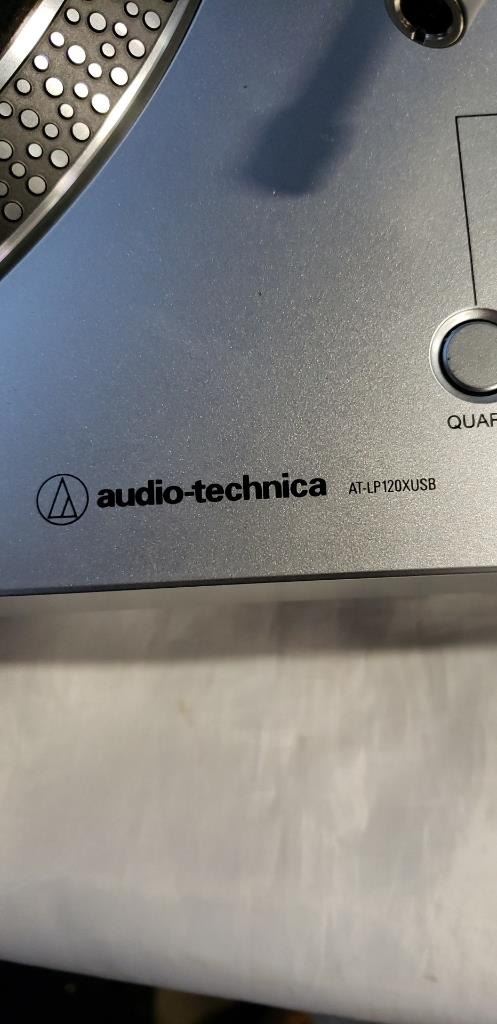 QUAR
audio-technica AT-LP120XUSB